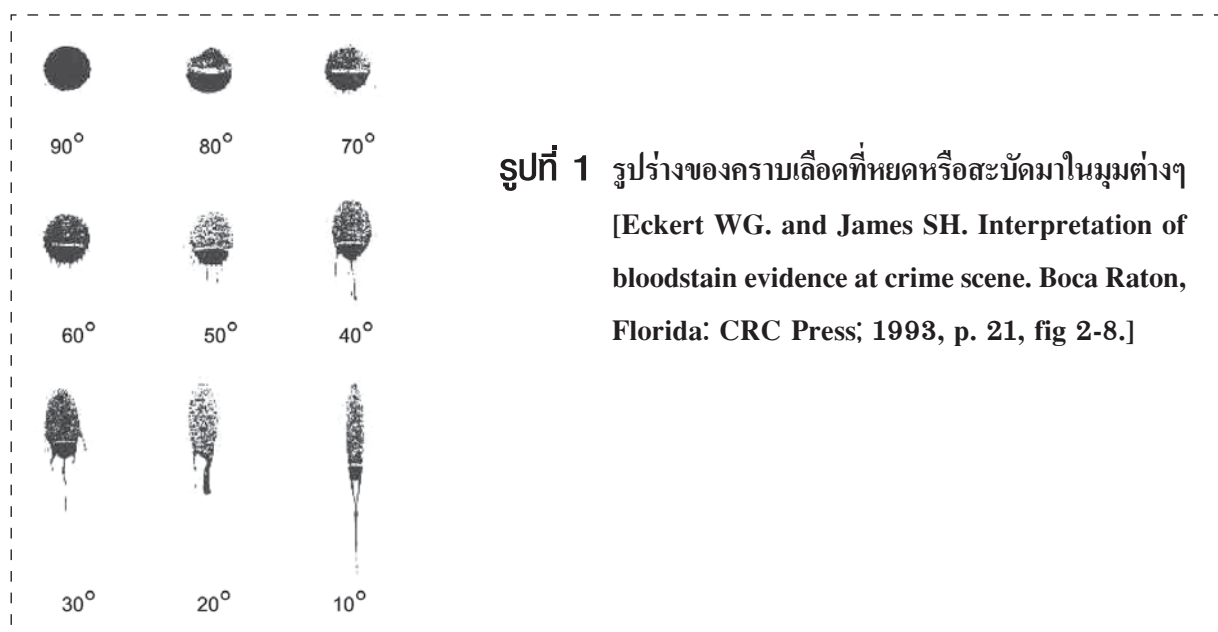 90°
80°
70°
60°
50°
40°
30°
20°
10°
รูปที่ 1 รูปร่างของคราบเลือดที่หยดหรือสะบัดมาในมุมต่างๆ
[Eckert WG. and James SH. Interpretation of
bloodstain evidence at crime scene. Boca Raton,
Florida: CRC Press; 1993, p. 21, fig 2-8.]